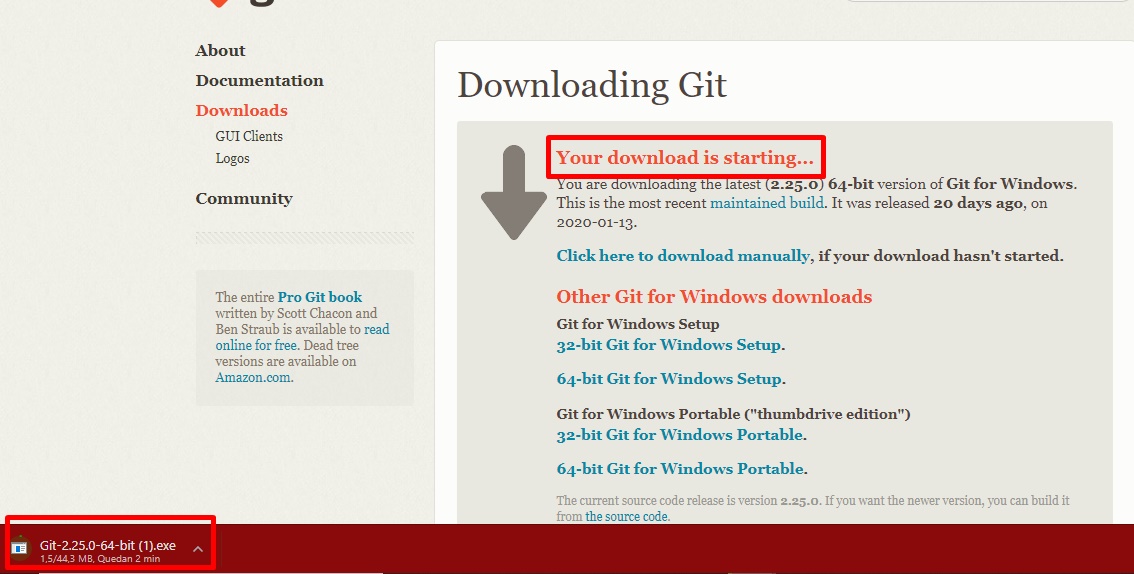 About
Documentation
Downloads
GUI Clients
Logos
Community
The entire Pro Git book
written by Scott Chacon and
Ben Straub is available to read
online for free. Dead tree
versions are available on
Amazon.com.
Downloading Git
Your download is starting...
You are downloading the latest (2.25.0) 64-bit version of Git for Windows.
This is the most recent maintained build. It was released 20 days ago, on
2020-01-13.
Click here to download manually, if your download hasn't started.
Other Git for Windows downloads
Git for Windows Setup
32-bit Git for Windows Setup.
64-bit Git for Windows Setup.
Git for Windows Portable ("thumbdrive edition")
32-bit Git for Windows Portable.
64-bit Git for Windows Portable.
The current source code release is version 2.25.0. If you want the newer version, you can build it
from the source code.
Git-2.25.0-64-bit (1).exe
1,5/44,3 MB, Quedan 2 min